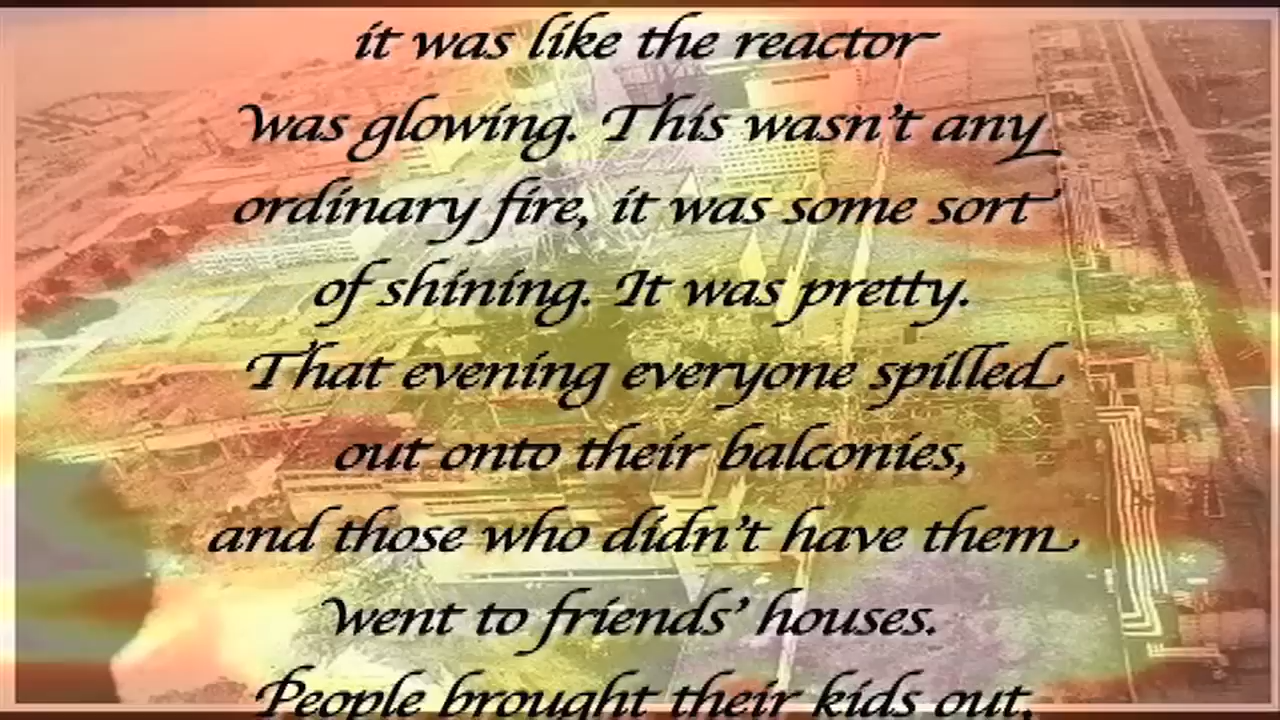 it was like the reactor
was glowing. This wasn't any
ordinary fire, it was some sort
of shining. It was pretty.
That evening everyone spilled
out onto their balconies,
and those who didn't have them
went to friends' houses.
People brought their kids out,